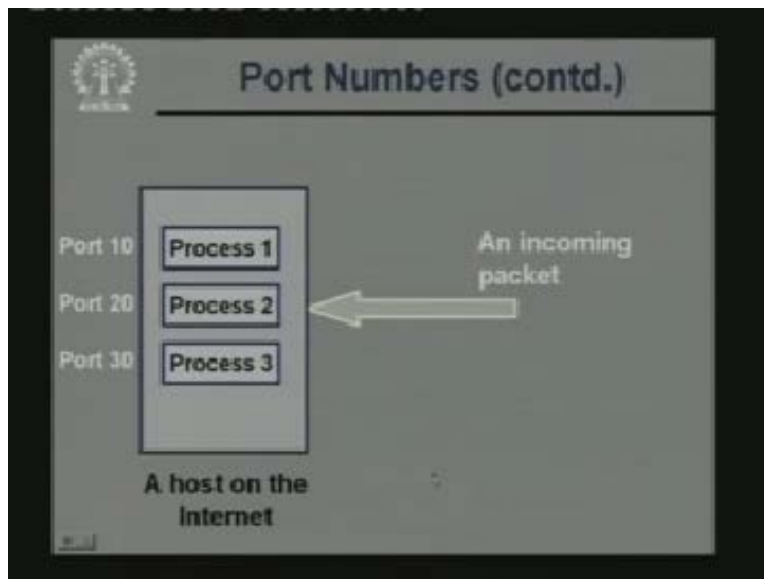 Port Numbers (contd.)
Port 10
Process 1
An incoming
packet
Port 20
Process 2
Port 30
Process 3
A host on the
Internet